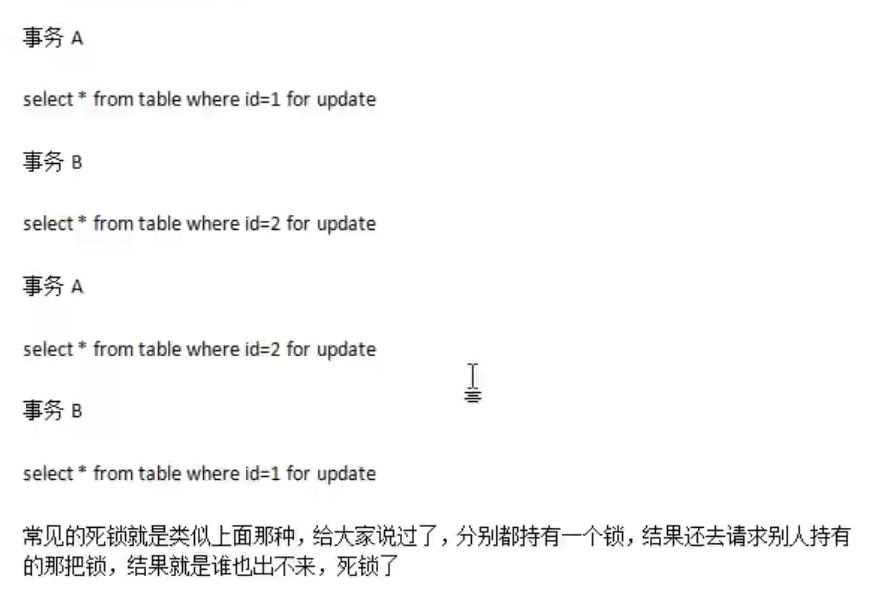 事务 A
select * from table where id=1 for update
事务 B
select * from table where id=2 for update
事务 A
select * from table where id=2 for update
事务 B
select * from table where id=1 for update
常见的死锁就是类似上面那种，给大家说过了，分别都持有一个锁，结果还去请求别人持有
的那把锁，结果就是谁也出不来，死锁了